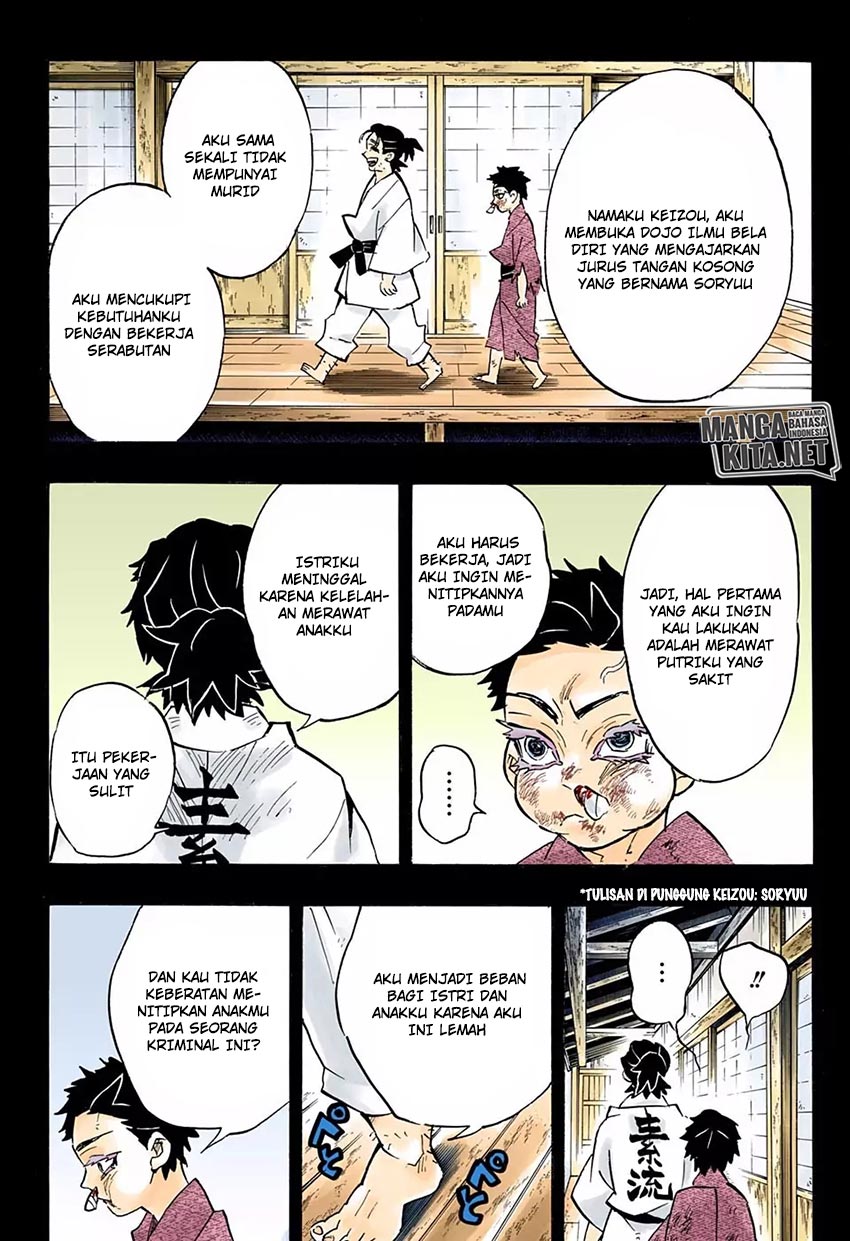 NAMAKU KEIZOU, AKU
MEMBUKA DOJO ILMU BELA
DIRI YANG MENGAJARKAN
JURUS TANGAN KOSONG
YANG BERNAMA SORYUU
AKU SAMA
SEKALI TIDAK
MEMPUNYAI
MURID
AKU MENCUKUPI
KEBUTUHANKU
DENGAN BEKERJA
SERABUTAN
MANGA
KITA.NET
BACA MANGA
BAHASA
INDONESIA
JADI, HAL PERTAMA
YANG AKU INGIN
KAU LAKUKAN
ADALAH MERAWAT
PUTRIKU YANG
SAKIT
AKU HARUS
BEKERJA, JADI
AKU INGIN ME-
NITIPKANNYA
PADAMU
......
ISTRIKU
MENINGGAL
KARENA KELELAH-
AN MERAWAT
ANAKKU
ITU PEKER-
JAAN YANG
SULIT
素
*TULISAN DI PUNGGUNG KEIZOU: SORYUU
!!
...
素流
AKU MENJADI BEBAN
BAGI ISTRI DAN
ANAKKU KARENA AKU
INI LEMAH
ぺと
ぺと
DAN KAU TIDAK
KEBERATAN ME-
NITIPKAN ANAKMU
PADA SEORANG
KRIMINAL INI?